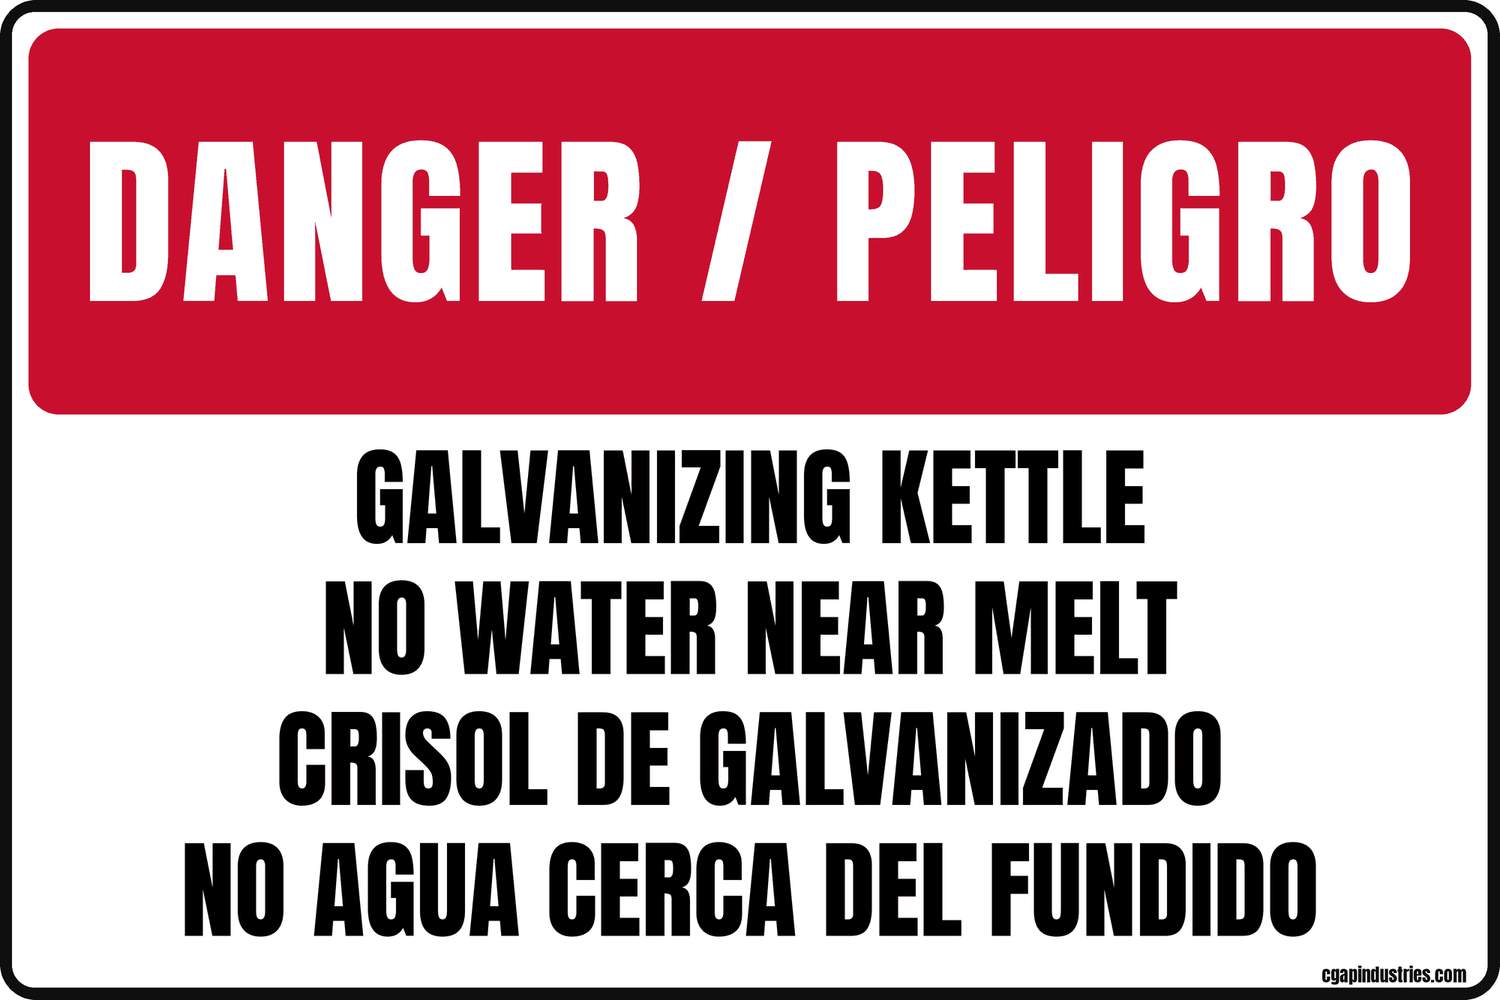 DANGER / PELIGRO
GALVANIZING KETTLE
NO WATER NEAR MELT
CRISOL DE GALVANIZADO
NO AGUA CERCA DEL FUNDIDO
cgapindustries.com